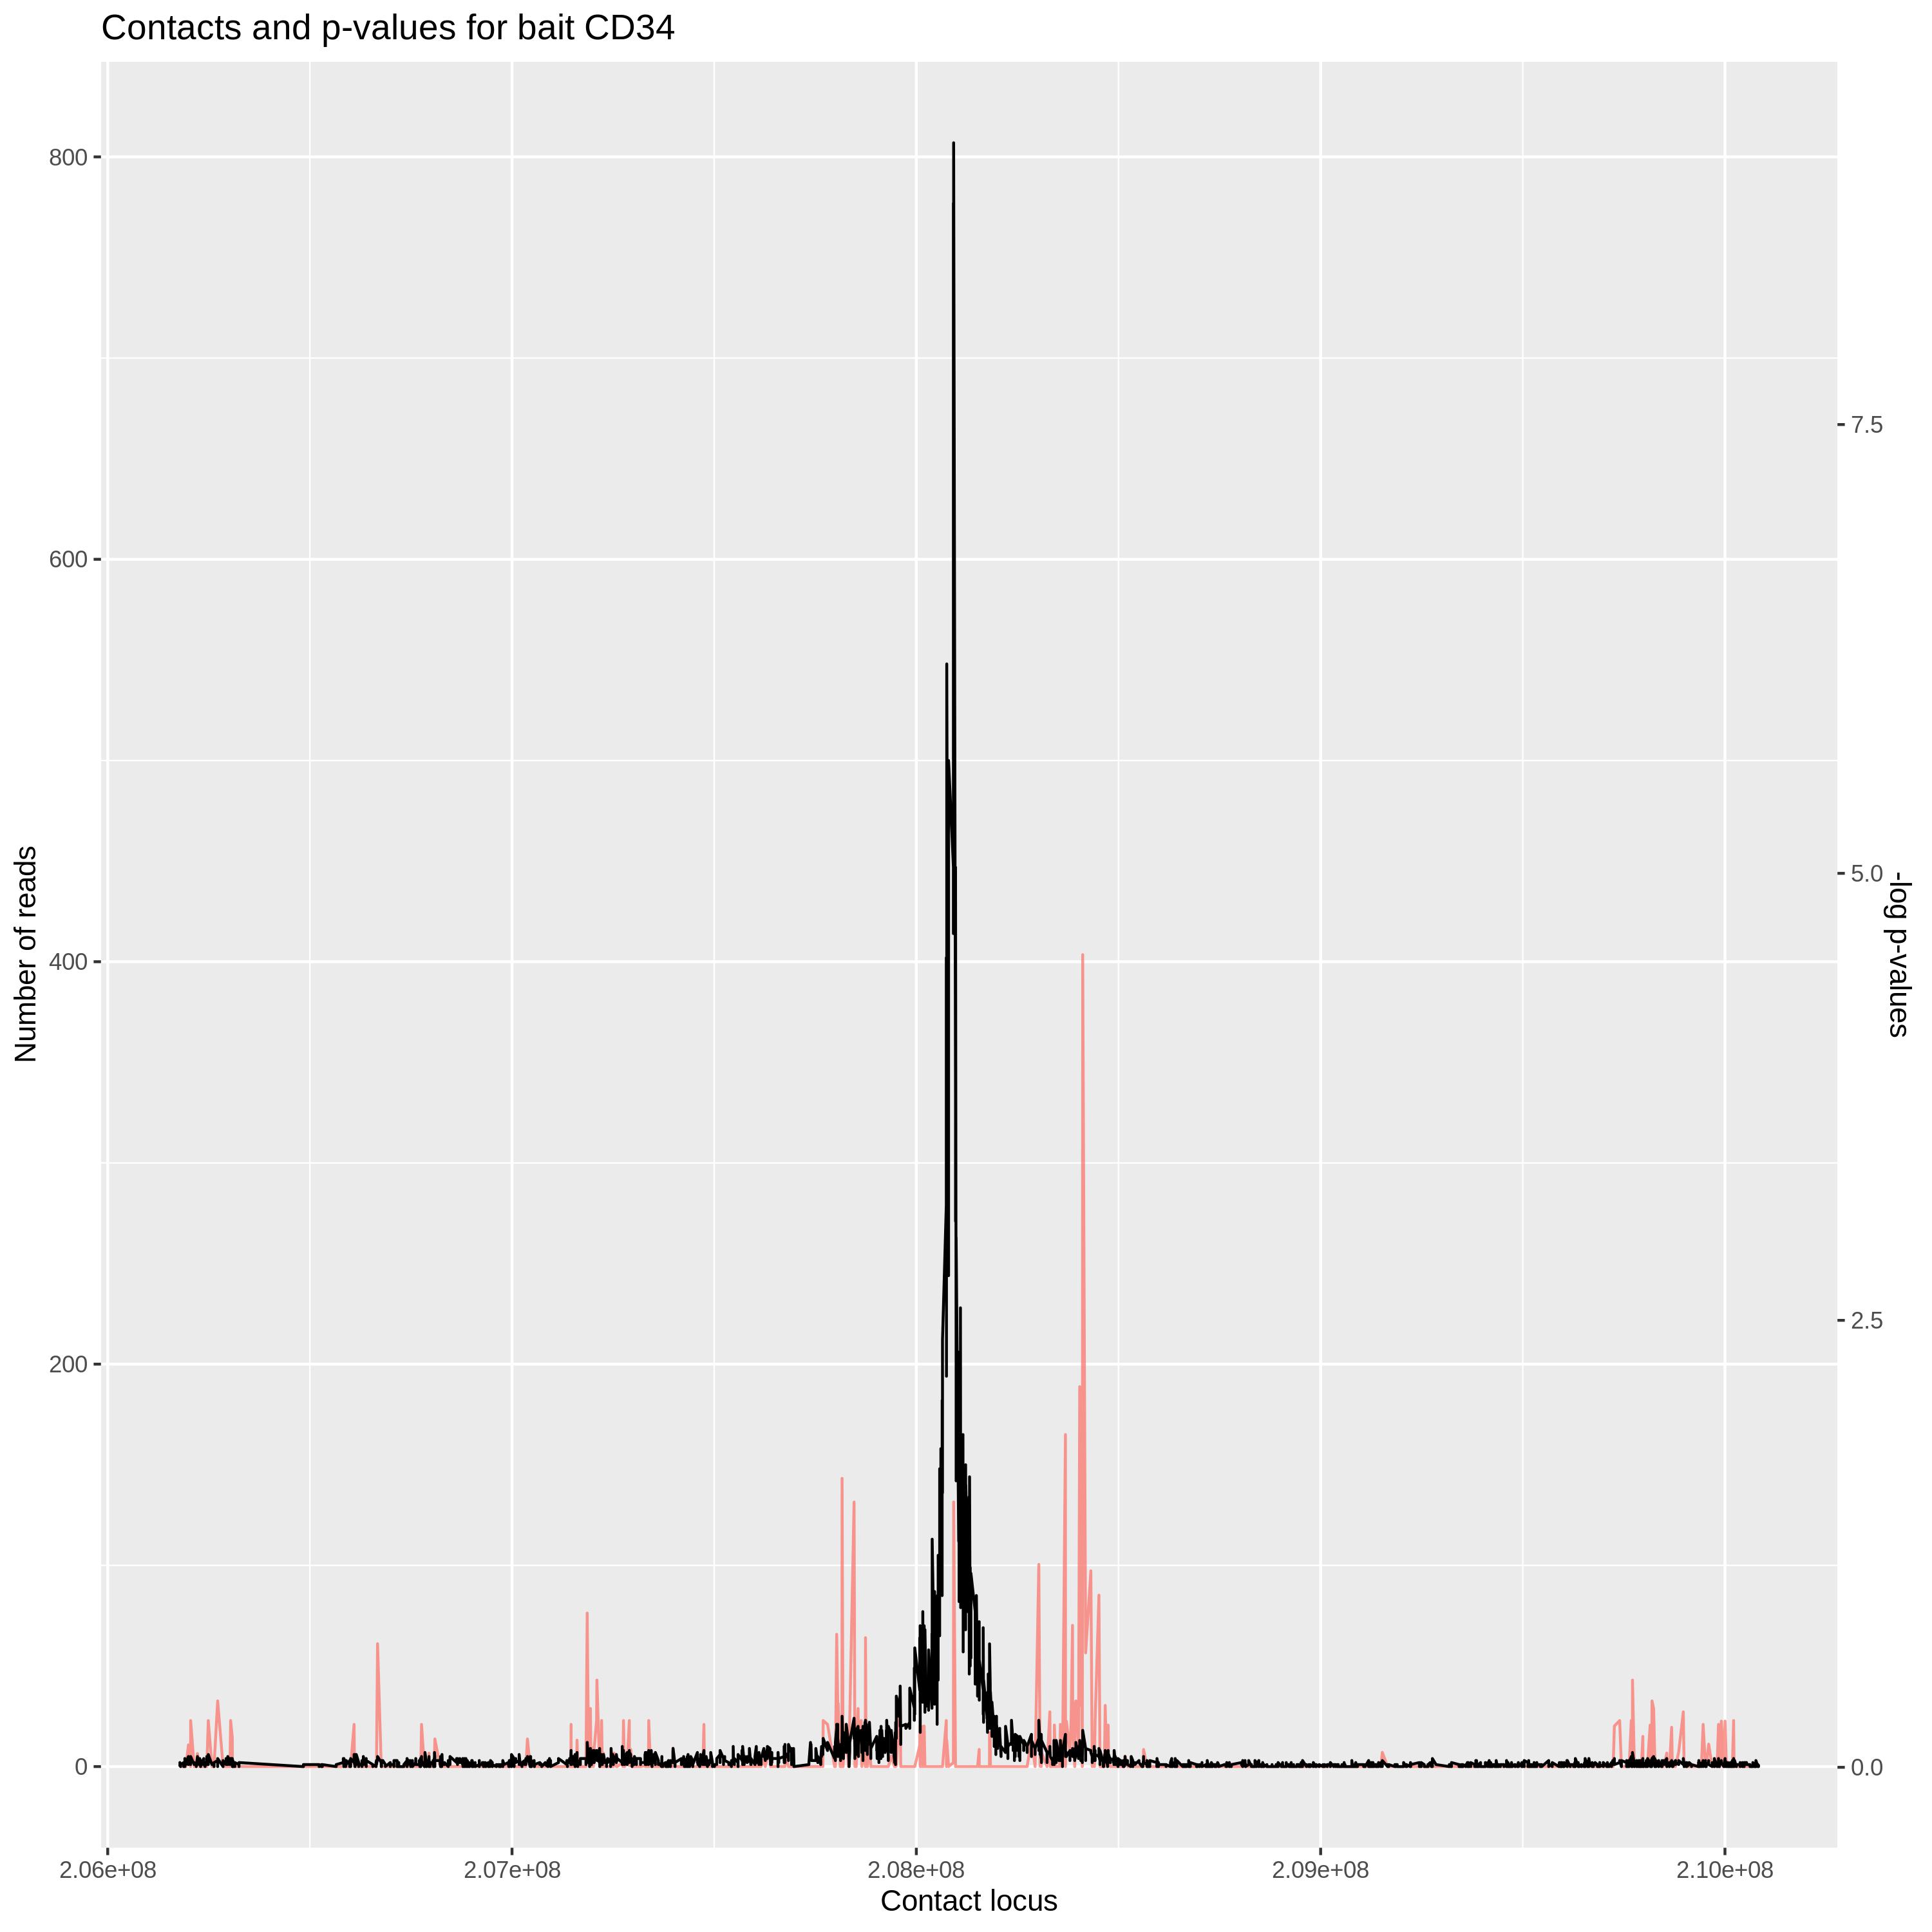 Contacts and p-values for bait CD34
800
600
400
200
0
Number of reads
7.5
5.0
2.5
0.0
-log p-values
2.06e+08
2.07e+08
2.08e+08
2.09e+08
2.10e+08
Contact locus